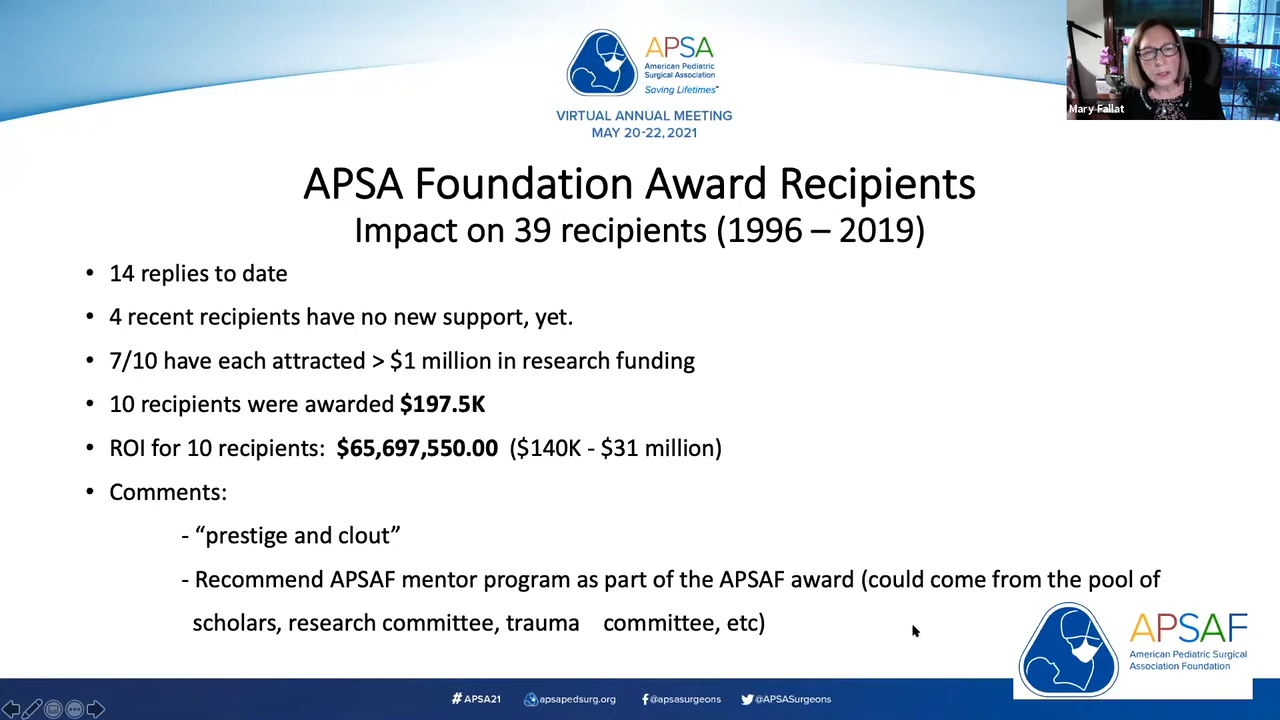 APSA
American Pediatric
Surgical Association
Saving Lifetimes™
VIRTUAL ANNUAL MEETING
MAY 20-22, 2021
Mary Fallat
APSA Foundation Award Recipients
Impact on 39 recipients (1996 – 2019)
• 14 replies to date
• 4 recent recipients have no new support, yet.
• 7/10 have each attracted > $1 million in research funding
• 10 recipients were awarded $197.5K
• ROI for 10 recipients: $65,697,550.00 ($140K - $31 million)
• Comments:
- “prestige and clout”
- Recommend APSAF mentor program as part of the APSAF award (could come from the pool of
scholars, research committee, trauma committee, etc)
APSAF
American Pediatric Surgical
Association Foundation
#APSA21 apsapedsurg.org @apsasurgeons @APSASurgeons